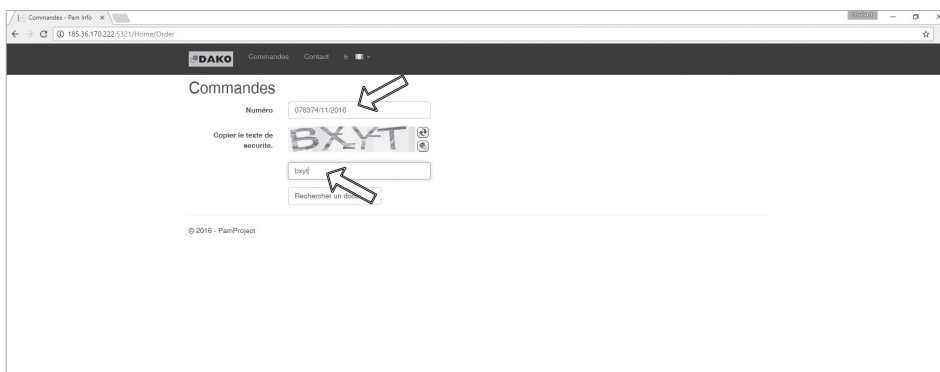 Commandes - Pam Info
185.36.170.222:5321/Home/Order
DAKO Commandes Contact fr
Commandes
Numéro 078374/11/2016
Copier le texte de BXYT
securite.
bxyt
Rechercher un
© 2016 - PamProject